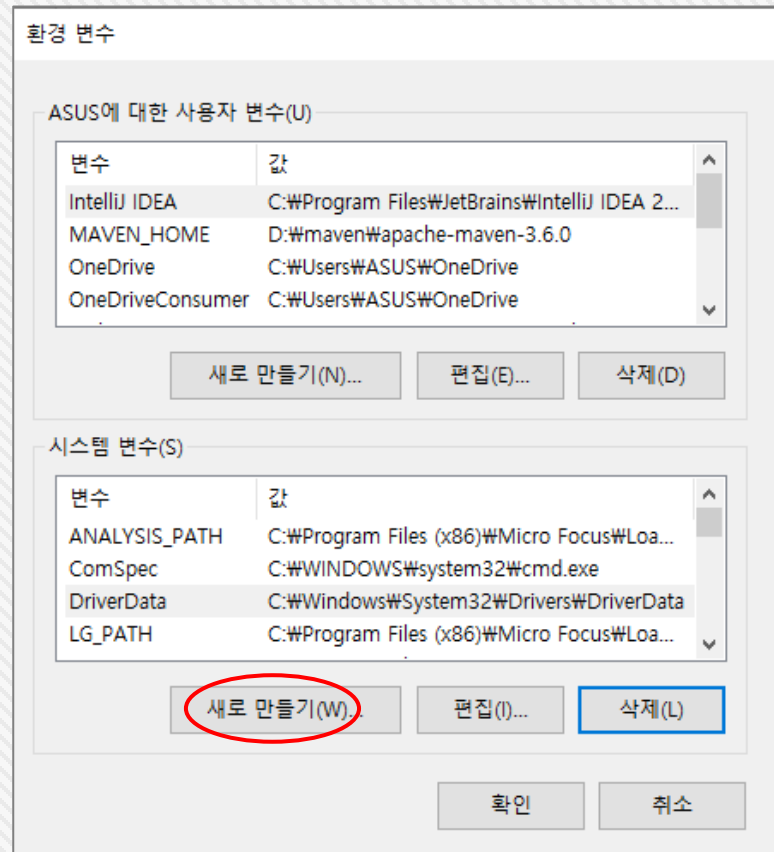 환경 변수
ASUS에 대한 사용자 변수(U)
변수 값
IntelliJ IDEA C:₩Program Files₩JetBrains₩IntelliJ IDEA 2...
MAVEN_HOME D:₩maven₩apache-maven-3.6.0
OneDrive C:₩Users₩ASUS₩OneDrive
OneDriveConsumer C:₩Users₩ASUS₩OneDrive
새로 만들기(N)... 편집(E)... 삭제(D)
시스템 변수(S)
변수 값
ANALYSIS_PATH C:₩Program Files (x86)₩Micro Focus₩Loa...
ComSpec C:₩WINDOWS₩system32₩cmd.exe
DriverData C:₩Windows₩System32₩Drivers₩DriverData
LG_PATH C:₩Program Files (x86)₩Micro Focus₩Loa...
새로 만들기(W)... 편집(I)... 삭제(L)
확인 취소